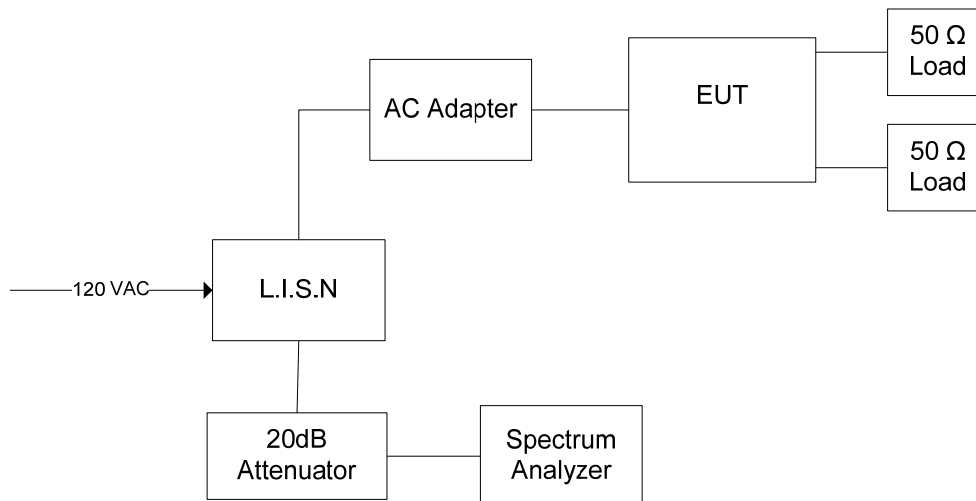 50 Ω
Load
AC Adapter
EUT
50 Ω
Load
120 VAC
L.I.S.N
20dB
Attenuator
Spectrum
Analyzer